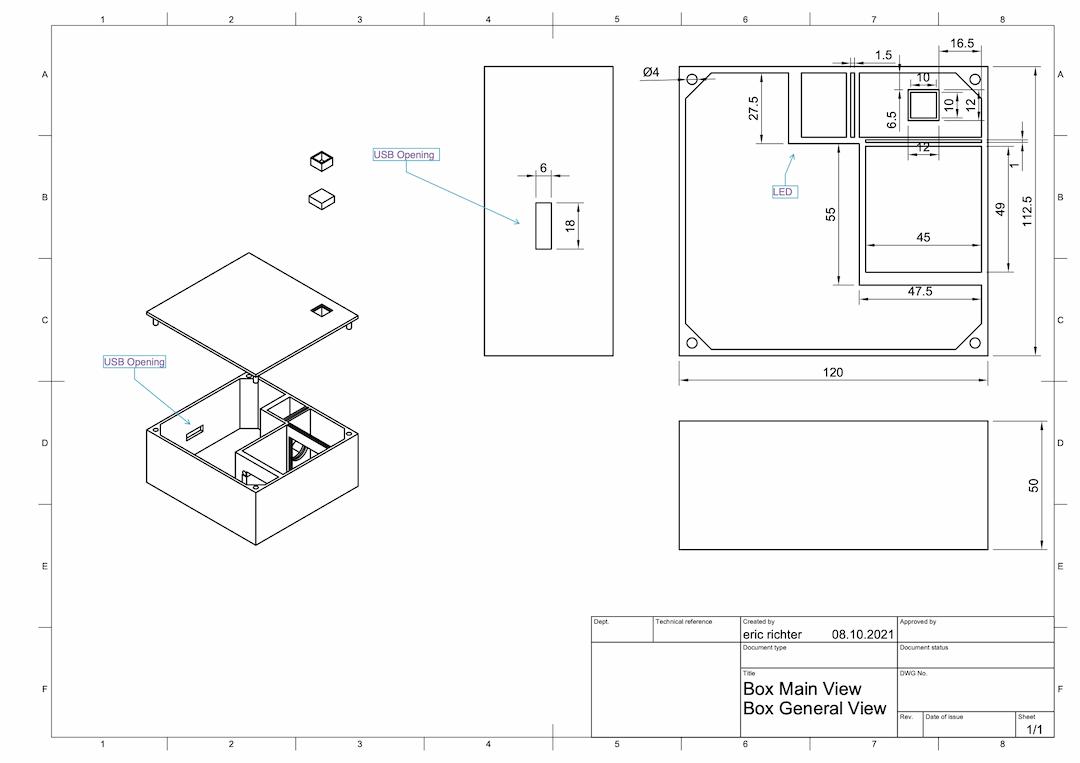 1 2 3 4 5 6 7 8
A
A
16.5
1.5
Ø4
10
27.5
6.5
10
12
12
1
USB Opening
6
18
LED
B
B
55
49
112.5
45
47.5
C
C
120
USB Opening
D
D
50
E
E
Dept.
Technical reference
Created by
eric richter 08.10.2021
Approved by
Document type
Document status
Title
Box Main View
Box General View
DWG No.
F
F
Rev.
Date of issue
Sheet
1/1
1 2 3 4 5 6 7 8